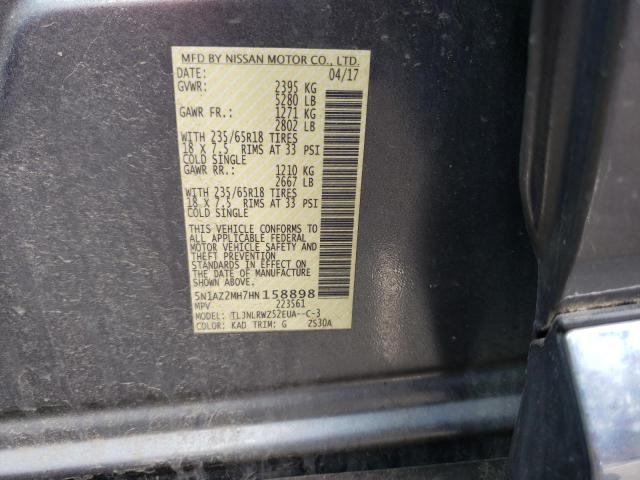 MFD BY NISSAN MOTOR CO., LTD.
DATE: 04/17
GVWR: 2395 KG
5280 LB
GAWR FR.: 1271 KG
2802 LB
WITH 235/65R18 TIRES
18 X 7.5 RIMS AT 33 PSI
COLD SINGLE
GAWR RR.: 1210 KG
2667 LB
WITH 235/65R18 TIRES
18 X 7.5 RIMS AT 33 PSI
COLD SINGLE
THIS VEHICLE CONFORMS TO
ALL APPLICABLE FEDERAL
MOTOR VEHICLE SAFETY AND
THEFT PREVENTION
STANDARDS IN EFFECT ON
THE DATE OF MANUFACTURE
SHOWN ABOVE.
5N1AZ2MH7HN158898
MPV 223561
MODEL: TL3NLRWZ52EUA--C-3
COLOR: KAD TRIM: G ZS30A